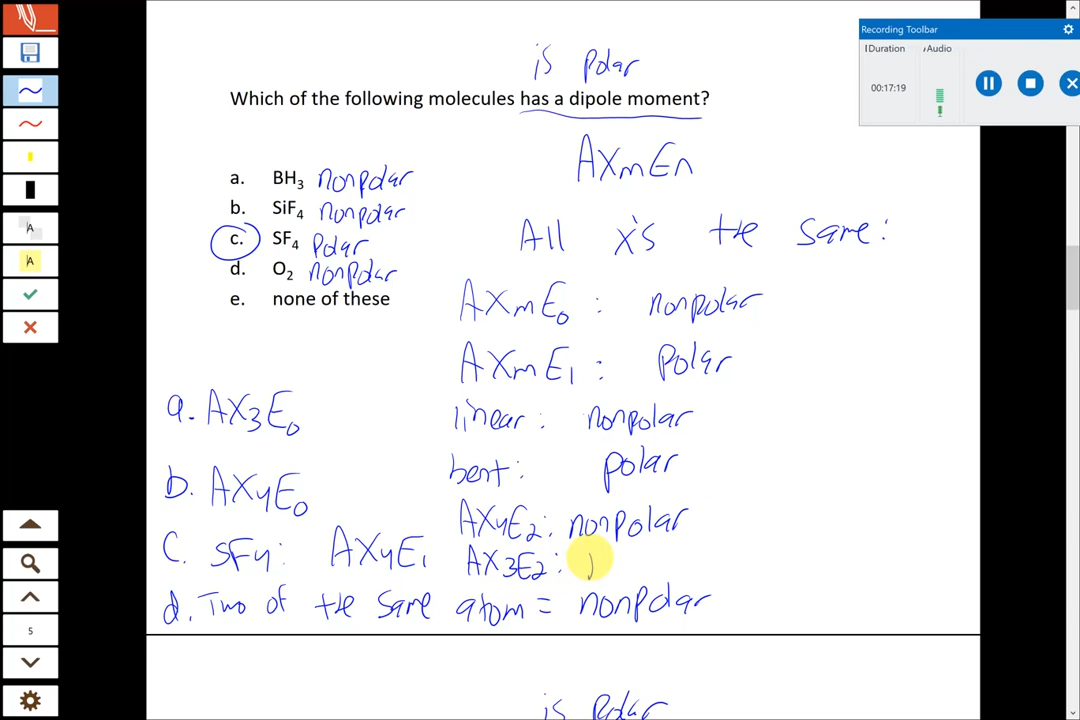 Recording Toolbar
Duration
Audio
00:17:19
is polar
Which of the following molecules has a dipole moment?
AXmEn
a. BH3 nonpolar
b. SiF4 nonpolar
c. SF4 polar
d. O2 nonpolar
e. none of these
All x's the same:
AXmE0: nonpolar
AXmE1: polar
linear: nonpolar
bent: polar
AX4E2: nonpolar
AX3E2:
a. AX3E0
b. AX4E0
c. SF4: AX4E1
d. Two of the same atom = nonpolar
A
A
5
is polar